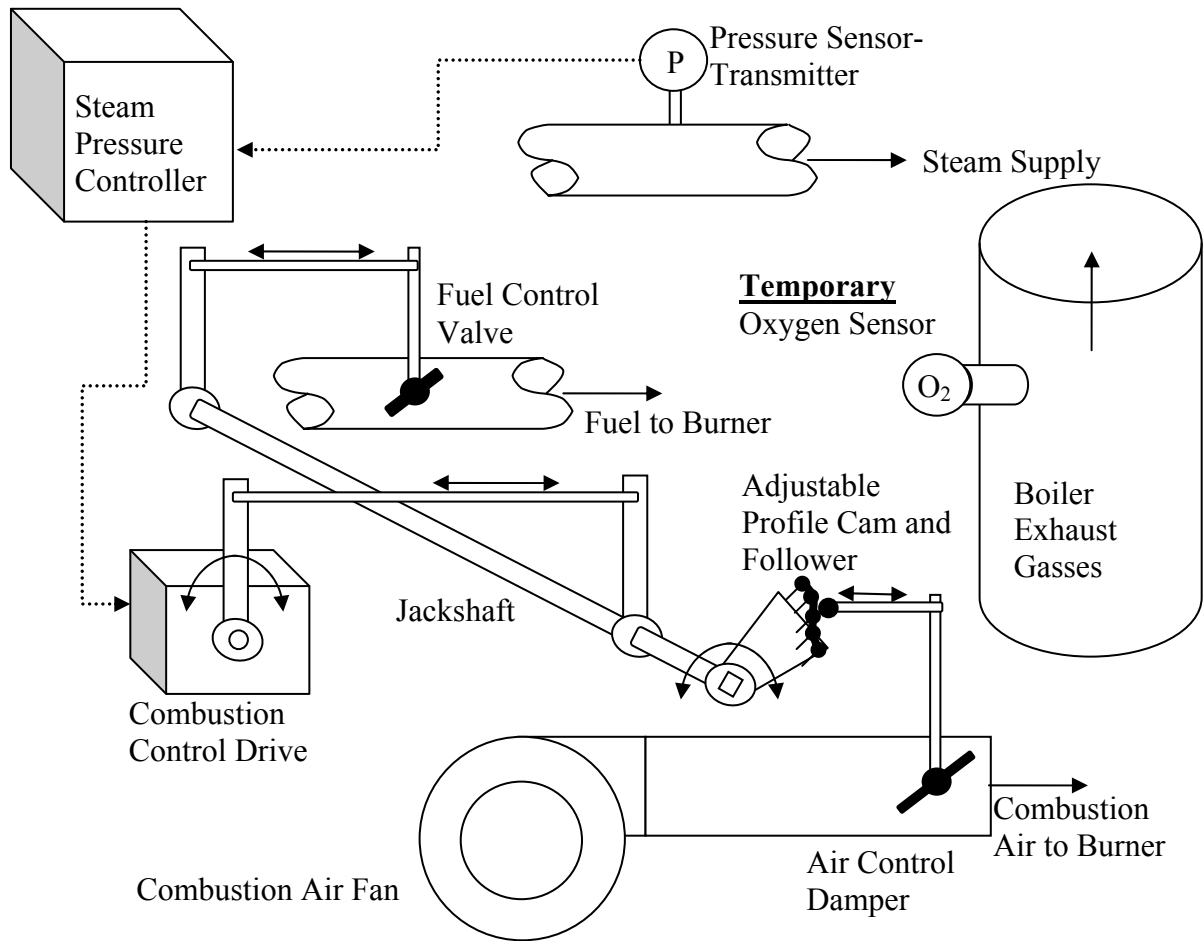 Steam
Pressure
Controller
P
Pressure Sensor-
Transmitter
Steam Supply
Fuel Control
Valve
Fuel to Burner
Temporary
Oxygen Sensor
O₂
Boiler
Exhaust
Gasses
Adjustable
Profile Cam and
Follower
Jackshaft
Combustion
Control Drive
Combustion Air Fan
Air Control
Damper
Combustion
Air to Burner